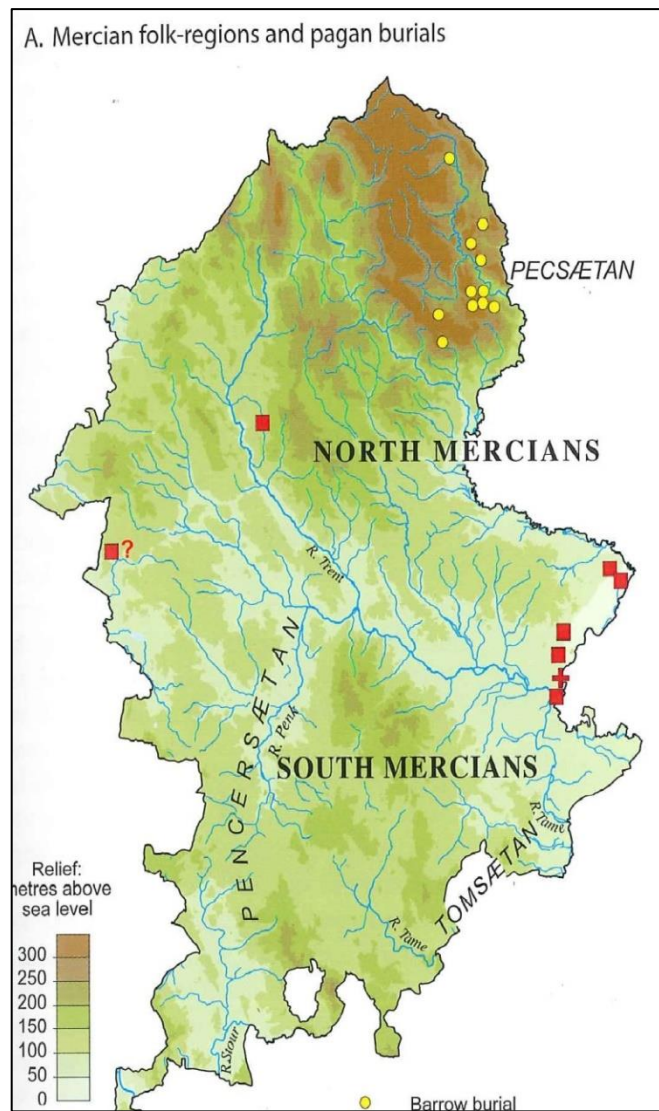 A. Mercian folk-regions and pagan burials
PECSÆTAN
NORTH MERCIANS
?
R. Trent
PENCERSÆTAN
R. Penk
SOUTH MERCIANS
R. Tame
TOMSÆTAN
R. Tame
R. Stour
Relief:
metres above
sea level
300
250
200
150
100
50
0
Barrow burial